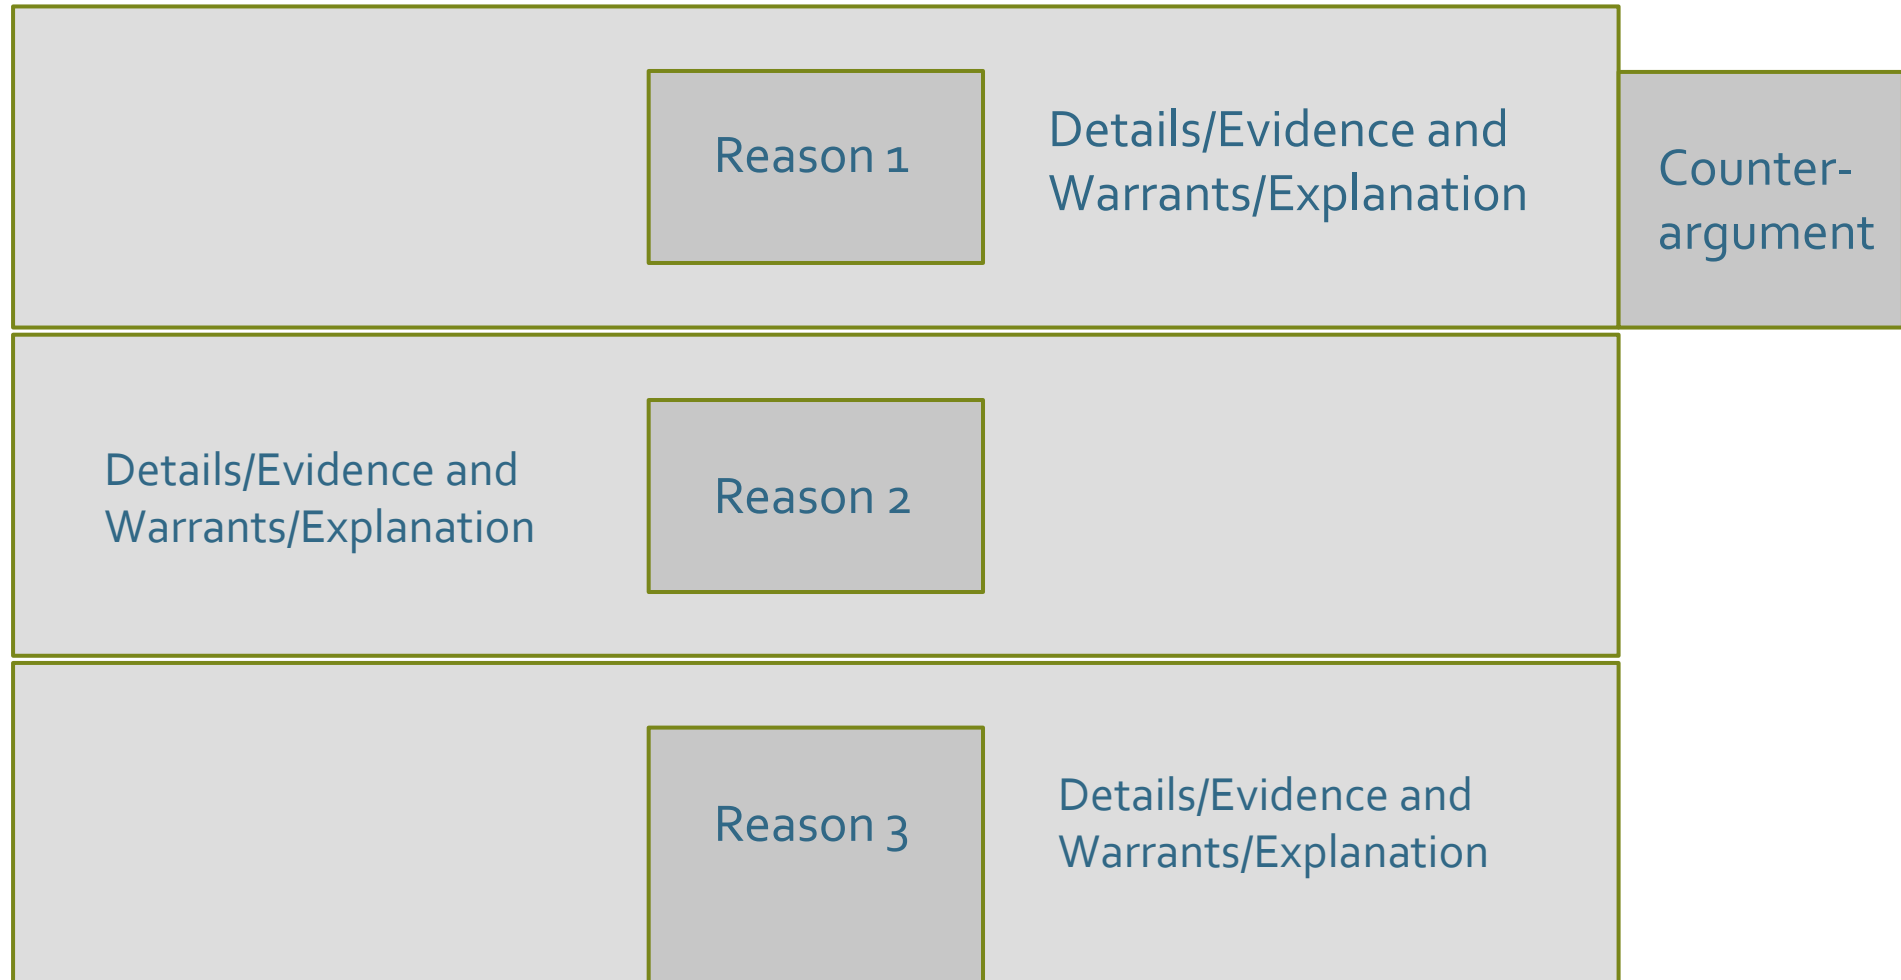 Reason 1
Details/Evidence and
Warrants/Explanation
Counter-
argument
Details/Evidence and
Warrants/Explanation
Reason 2
Reason 3
Details/Evidence and
Warrants/Explanation